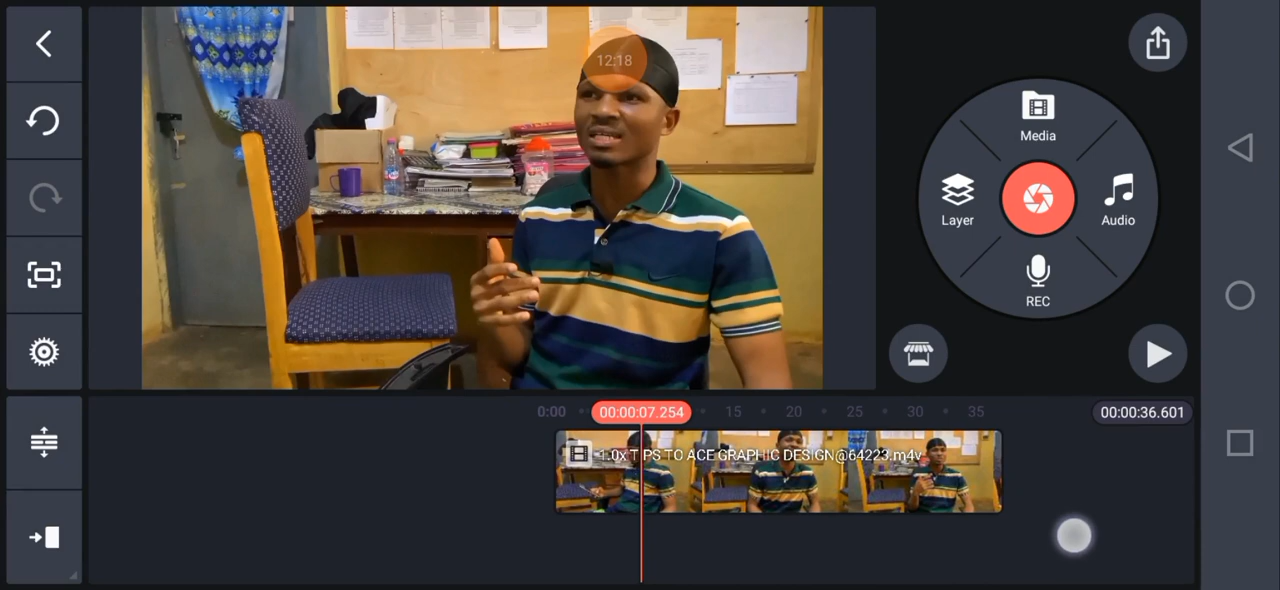 12:18
Media
Layer
Audio
REC
0:00
00:00:07.254
15
20
25
30
35
00:00:36.601
1.0x TIPS TO ACE GRAPHIC DESIGN@64223.m4v